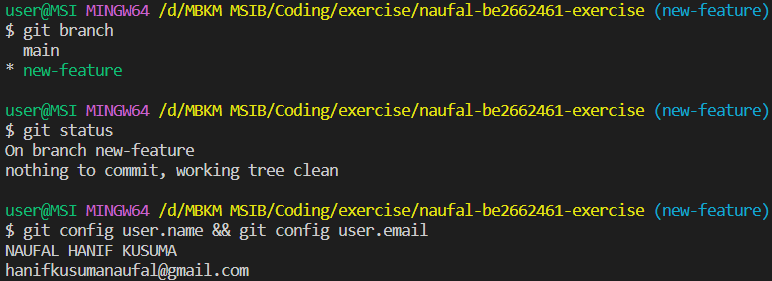 user@MSI MINGW64 /d/MBKM MSIB/Coding/exercise/naufal-be2662461-exercise (new-feature)
$ git branch
  main
* new-feature

user@MSI MINGW64 /d/MBKM MSIB/Coding/exercise/naufal-be2662461-exercise (new-feature)
$ git status
On branch new-feature
nothing to commit, working tree clean

user@MSI MINGW64 /d/MBKM MSIB/Coding/exercise/naufal-be2662461-exercise (new-feature)
$ git config user.name && git config user.email
NAUFAL HANIF KUSUMA
hanifkusumanaufal@gmail.com